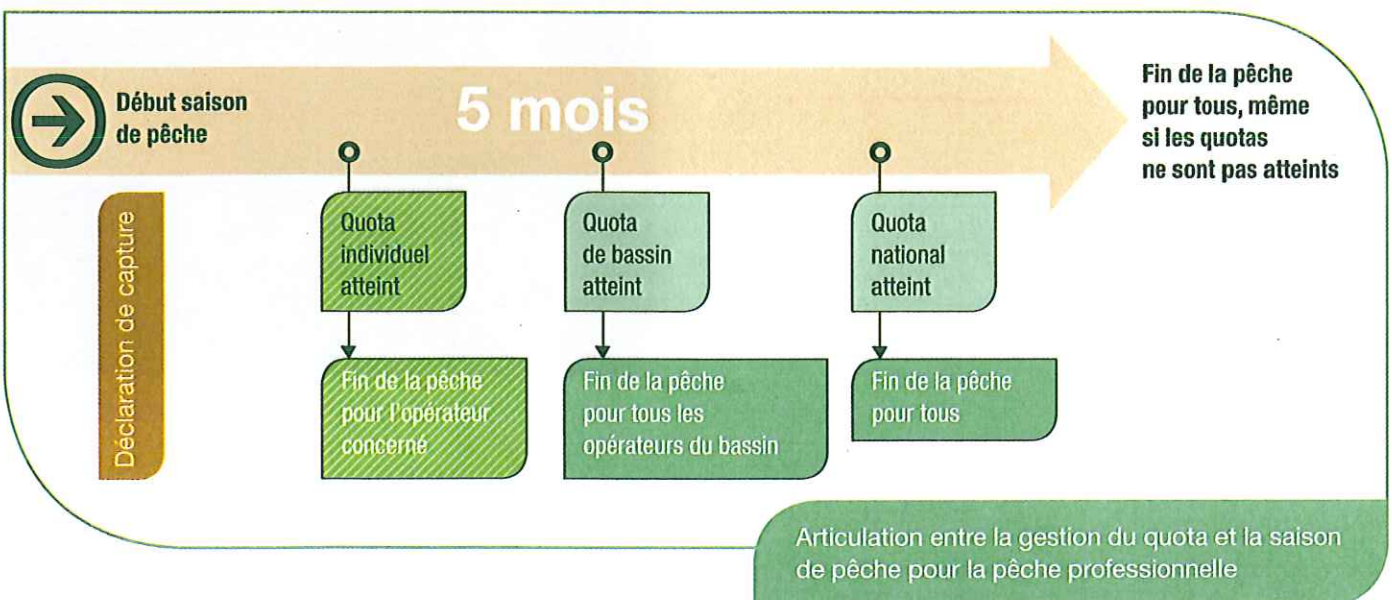 Début saison
de pêche
5 mois
Fin de la pêche
pour tous, même
si les quotas
ne sont pas atteints
Déclaration de capture
Quota
individuel
atteint
Quota
de bassin
atteint
Quota
national
atteint
Fin de la pêche
pour l'opérateur
concerné
Fin de la pêche
pour tous les
opérateurs du bassin
Fin de la pêche
pour tous
Articulation entre la gestion du quota et la saison
de pêche pour la pêche professionnelle